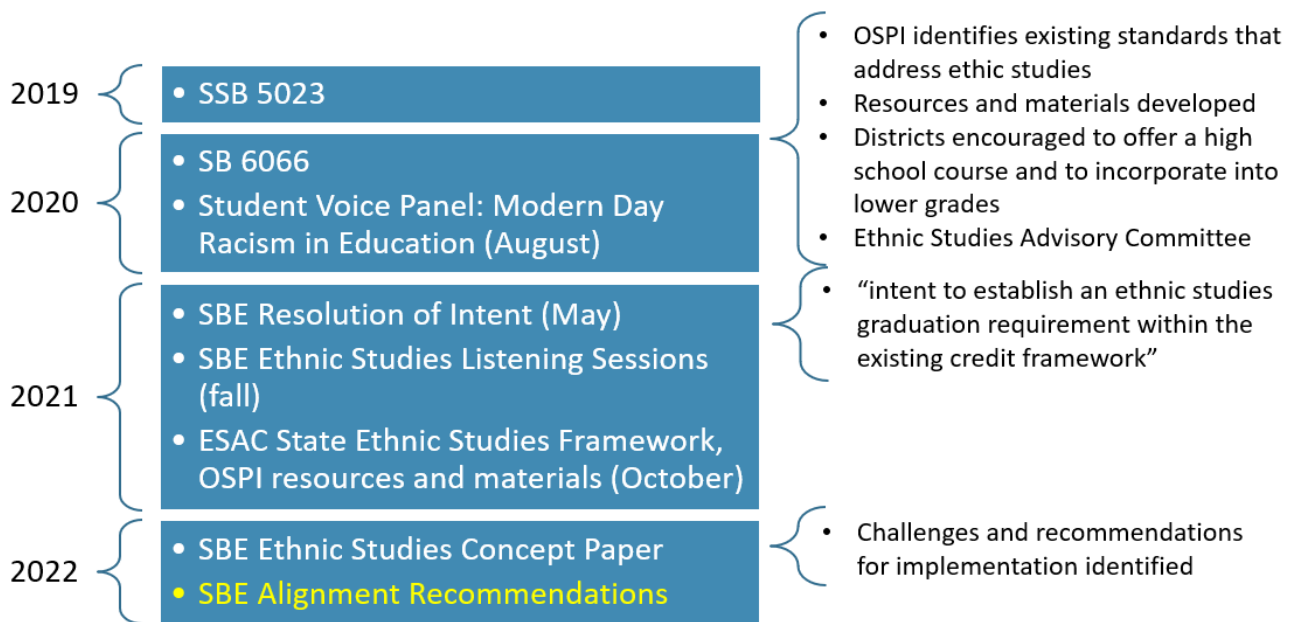 2019
• SSB 5023
2020
• SB 6066
• Student Voice Panel: Modern Day
Racism in Education (August)
• OSPI identifies existing standards that
address ethic studies
• Resources and materials developed
• Districts encouraged to offer a high
school course and to incorporate into
lower grades
• Ethnic Studies Advisory Committee
2021
• SBE Resolution of Intent (May)
• SBE Ethnic Studies Listening Sessions
(fall)
• ESAC State Ethnic Studies Framework,
OSPI resources and materials (October)
• “intent to establish an ethnic studies
graduation requirement within the
existing credit framework”
2022
• SBE Ethnic Studies Concept Paper
• SBE Alignment Recommendations
• Challenges and recommendations
for implementation identified